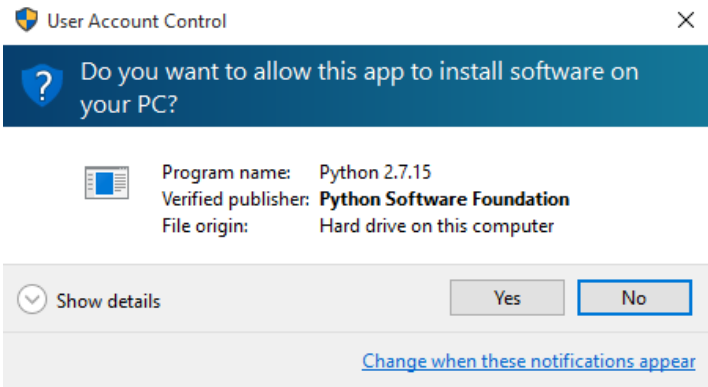 User Account Control
Do you want to allow this app to install software on
your PC?
Program name: Python 2.7.15
Verified publisher: Python Software Foundation
File origin: Hard drive on this computer
Show details
Yes
No
Change when these notifications appear